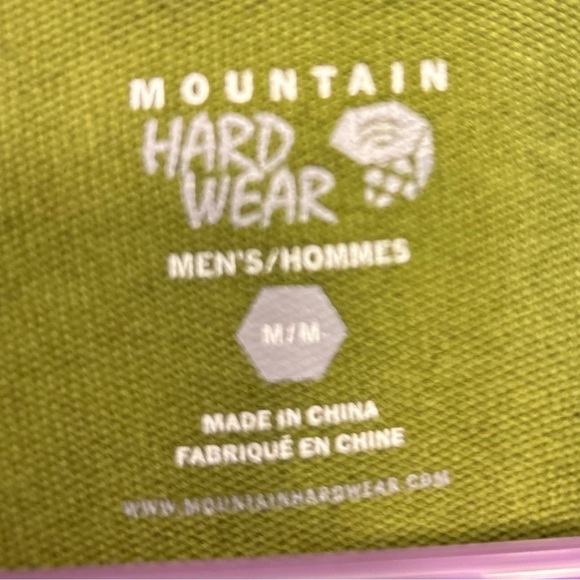 MOUNTAIN
HARD
WEAR
MEN'S/HOMMES
M/M
MADE IN CHINA
FABRIQUÉ EN CHINE
WWW.MOUNTAINHARDWEAR.COM